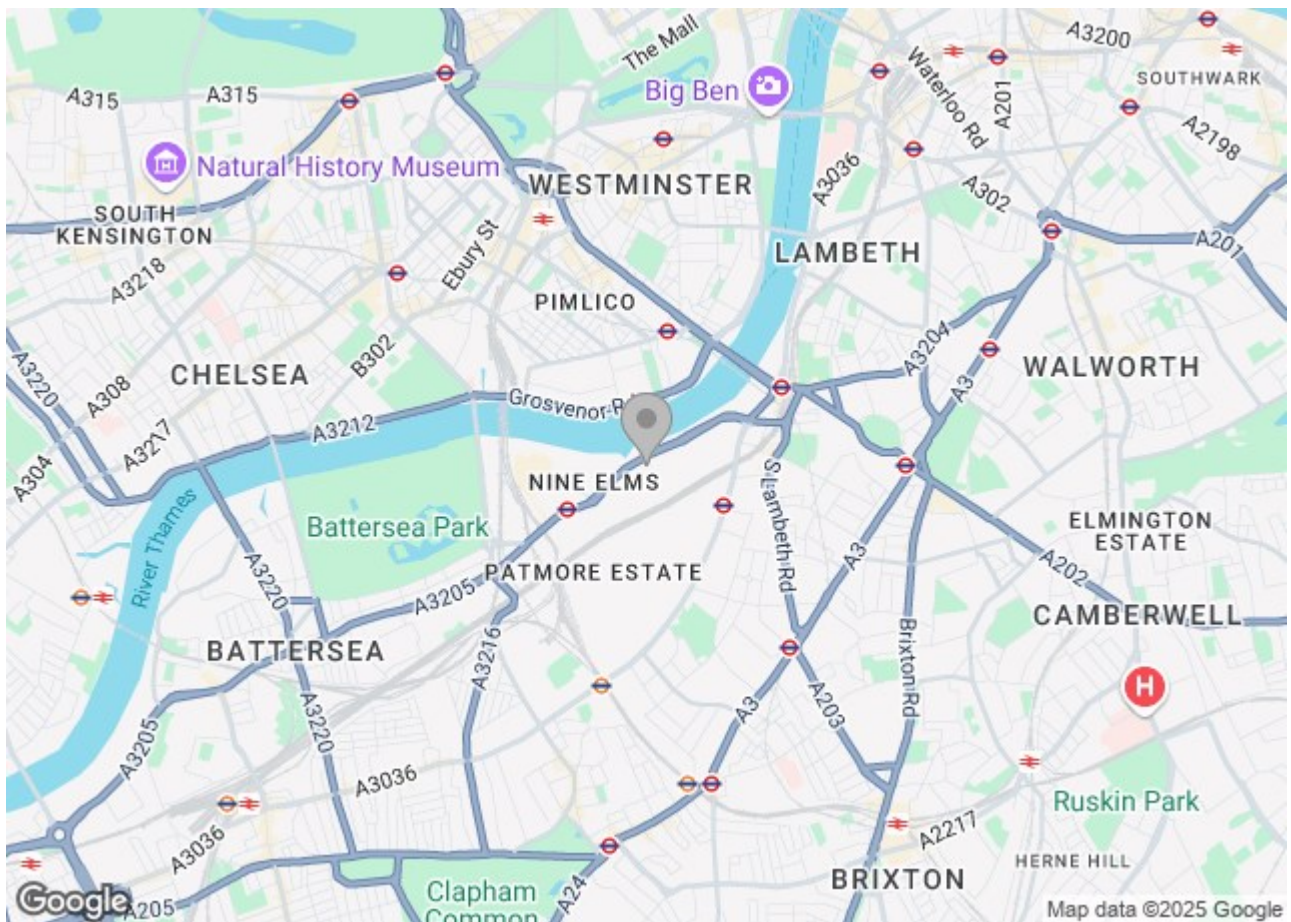 The Mall
A3200
A315
A315
Big Ben
Waterloo Rd
A201
SOUTHWARK
A2198
Natural History Museum
WESTMINSTER
A3036
A302
SOUTH
KENSINGTON
Ebury St
LAMBETH
A201
A3218
PIMLICO
B302
A3204
A3220
A308
CHELSEA
WALWORTH
A3
Grosvenor Rd
A3212
A3217
A304
NINE ELMS
River Thames
Battersea Park
S Lambeth Rd
ELMINGTON
ESTATE
A3220
PATMORE ESTATE
A3
A202
A3205
CAMBERWELL
BATTERSEA
A3216
Brixton Rd
H
A3
A203
A3205
A3220
A3036
Ruskin Park
A2217
A3036
HERNE HILL
BRIXTON
Clapham
Common
A24
Google
A205
Map data ©2025 Google